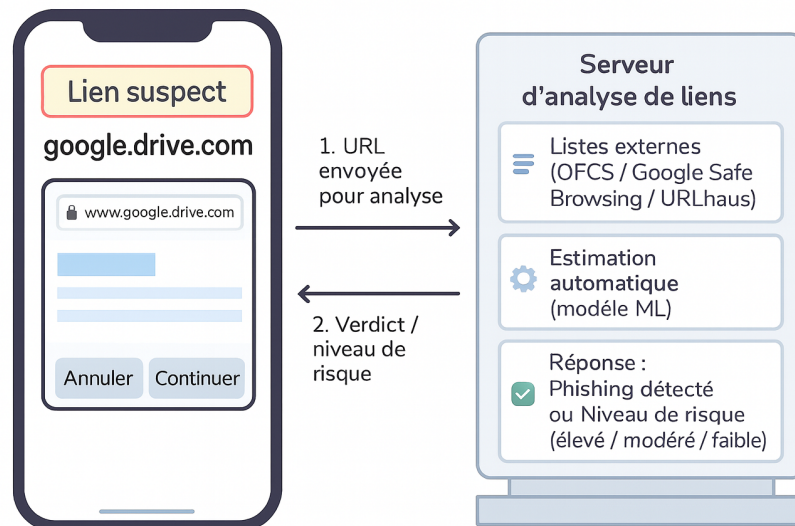 Lien suspect
google.drive.com
www.google.drive.com
Annuler
Continuer
1. URL
envoyée
pour analyse
2. Verdict /
niveau de
risque
Serveur
d’analyse de liens
Listes externes
(OFCS / Google Safe
Browsing / URLhaus)
Estimation
automatique
(modéle ML)
Réponse :
Phishing détecté
ou Niveau de risque
(élevé / modéré / faible)